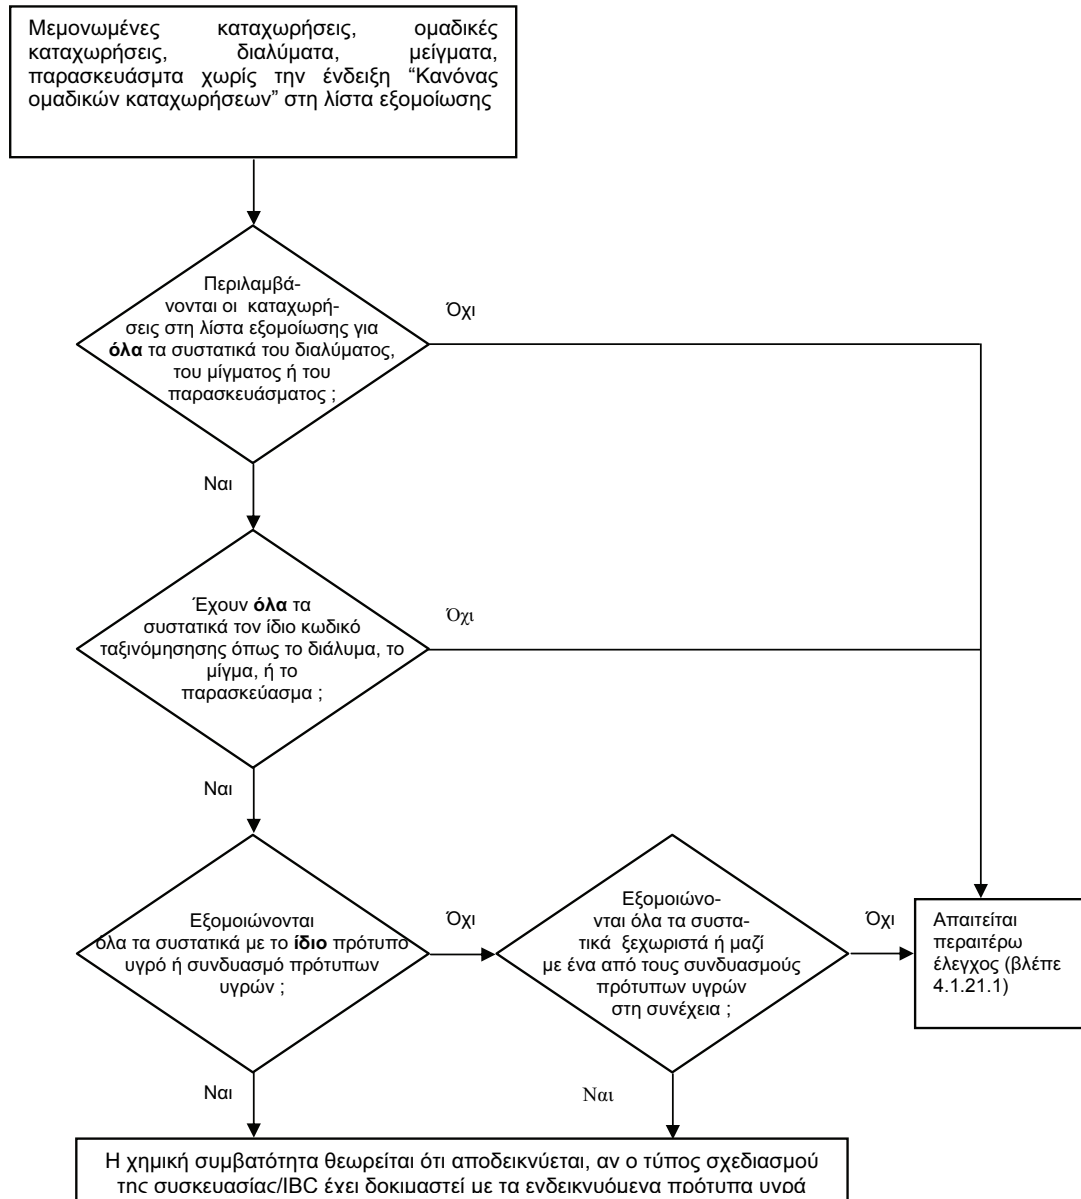 Μεμονωμένες καταχωρήσεις, ομαδικές
καταχωρήσεις, διαλύματα, μείγματα,
παρασκευάσμτα χωρίς την ένδειξη “Κανόνας
ομαδικών καταχωρήσεων” στη λίστα εξομοίωσης
Περιλαμβά-
νονται οι καταχωρή-
σεις στη λίστα εξομοίωσης για
όλα τα συστατικά του διαλύματος,
του μίγματος ή του
παρασκευάσματος ;
Όχι
Ναι
Έχουν όλα τα
συστατικά τον ίδιο κωδικό
ταξινόμησησης όπως το διάλυμα, το
μίγμα, ή το
παρασκεύασμα ;
Όχι
Ναι
Εξομοιώνονται
όλα τα συστατικά με το ίδιο πρότυπο
υγρό ή συνδυασμό πρότυπων
υγρών ;
Όχι
Εξομοιώνο-
νται όλα τα συστα-
τικά ξεχωριστά ή μαζί
με ένα από τους συνδυασμούς
πρότυπων υγρών
στη συνέχεια ;
Όχι
Απαιτείται
περαιτέρω
έλεγχος (βλέπε
4.1.21.1)
Ναι
Ναι
Η χημική συμβατότητα θεωρείται ότι αποδεικνύεται, αν ο τύπος σχεδιασμού
της συσκευασίας/IBC έχει δοκιμαστεί με τα ενδεικνυόμενα πρότυπα υγρά